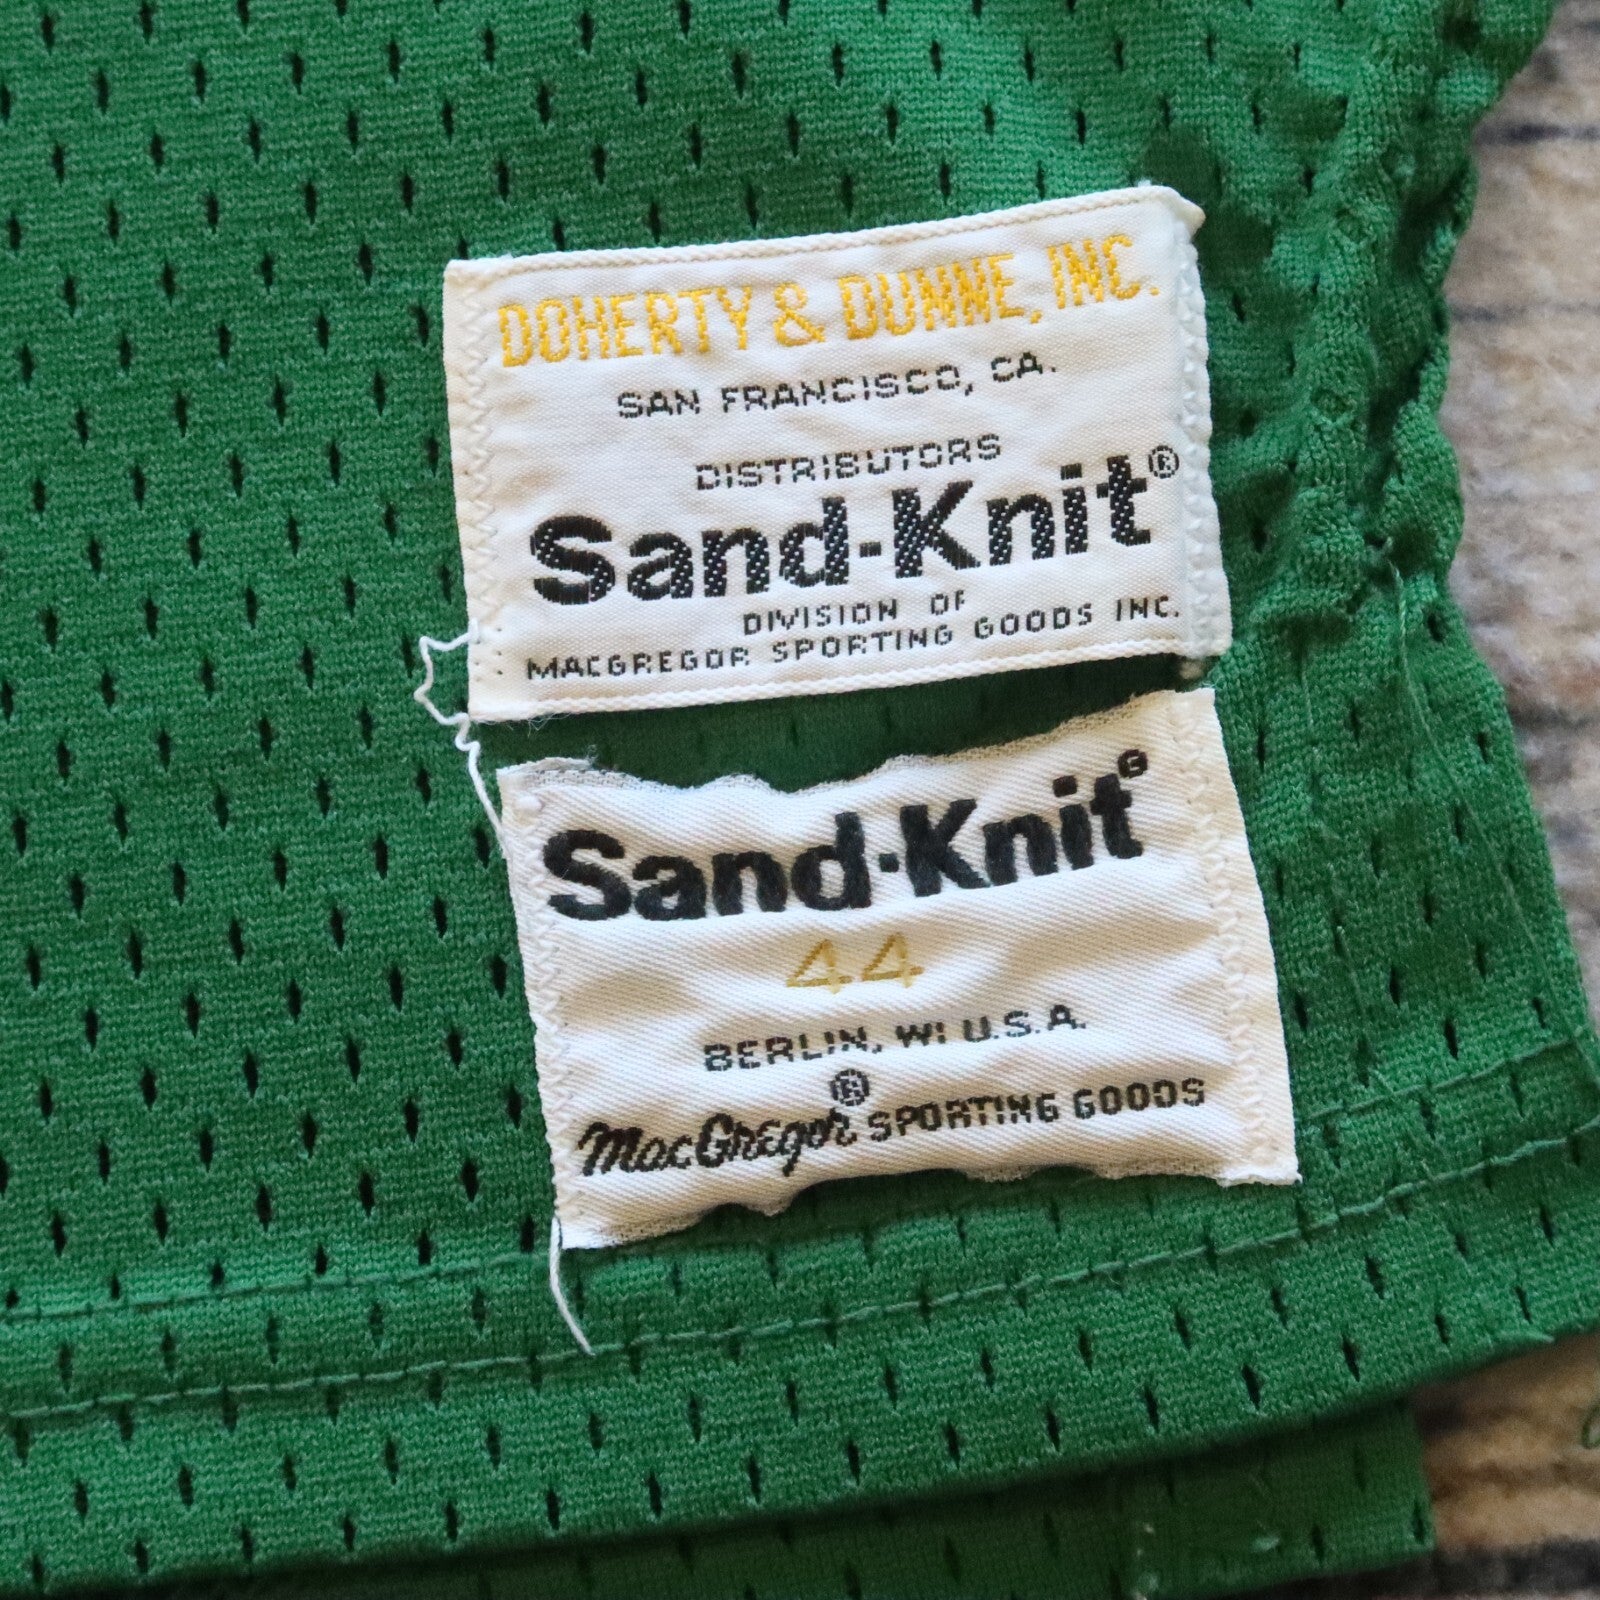 DOHERTY & DUNNE, INC.
SAN FRANCISCO, CA.
DISTRIBUTORS
Sand-Knit®
DIVISION OF
MACGREGOR SPORTING GOODS INC.
Sand-Knit®
44
BERLIN, WI U.S.A.
MacGregor® SPORTING GOODS